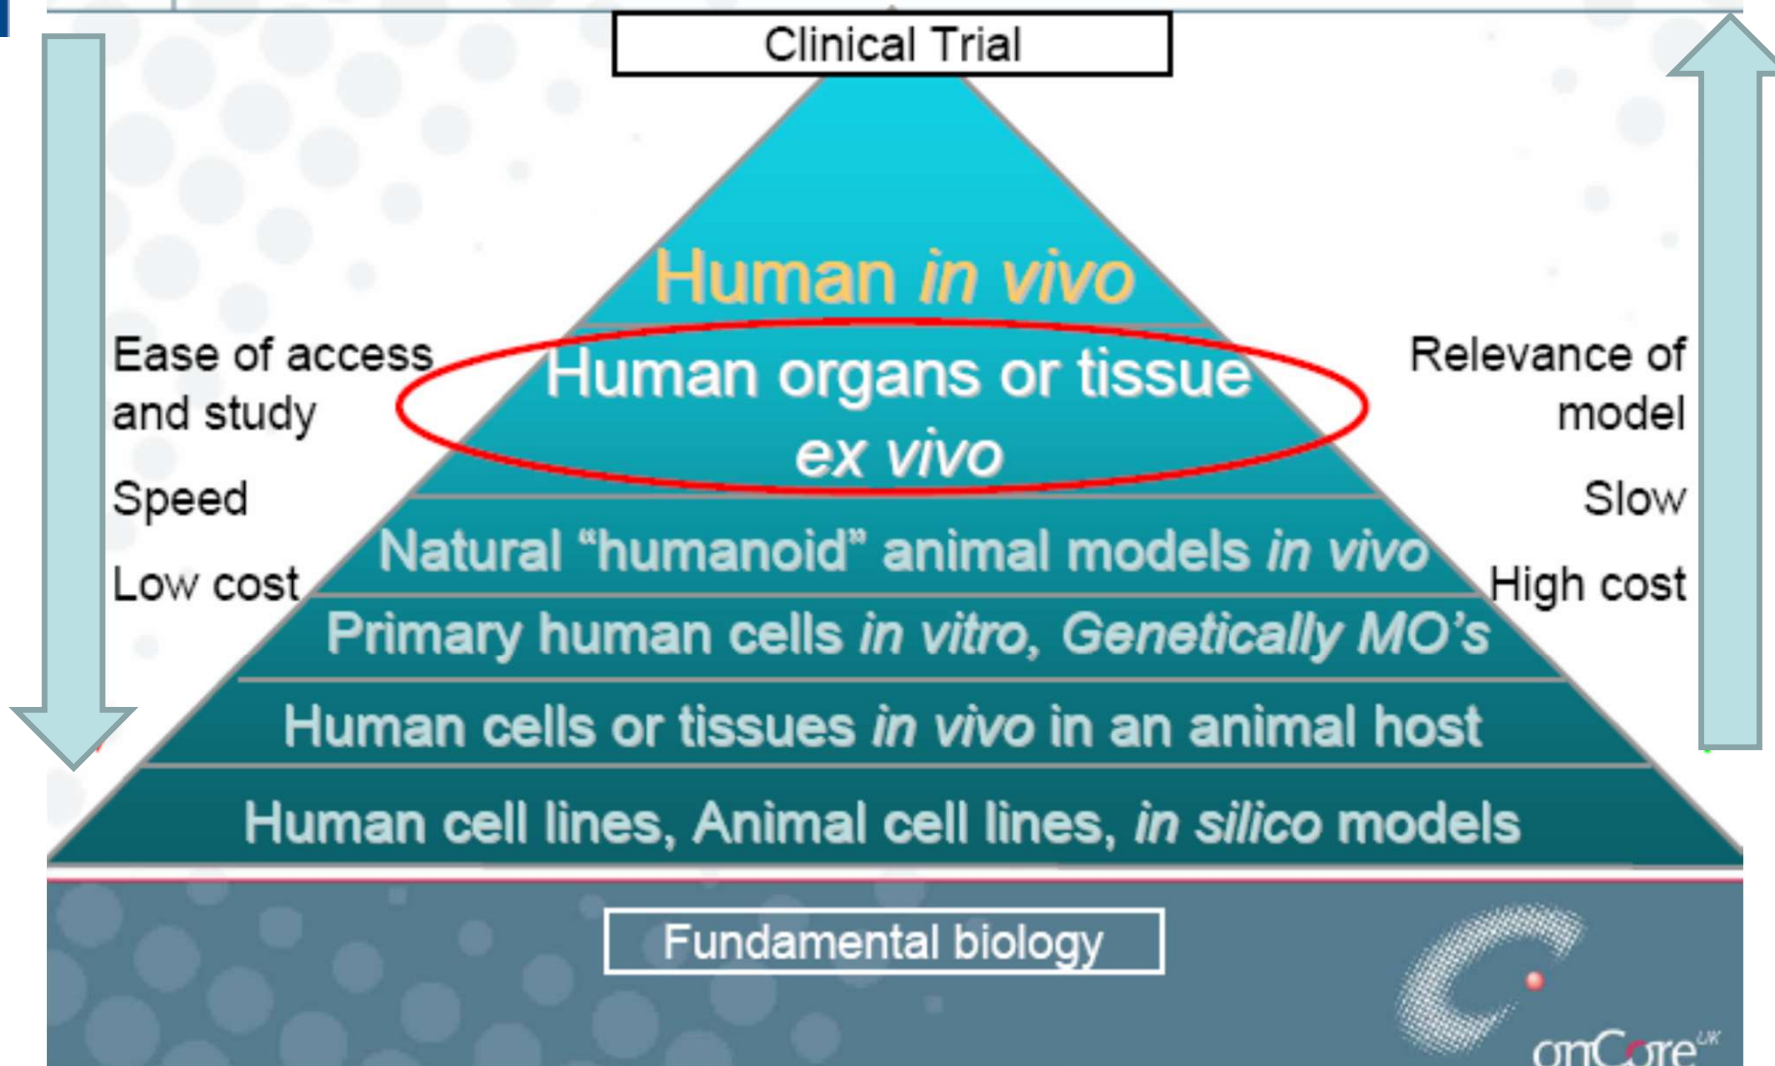 Clinical Trial
Human in vivo
Ease of access
and study
Speed
Low cost
Human organs or tissue
ex vivo
Relevance of
model
Slow
High cost
Natural “humanoid” animal models in vivo
Primary human cells in vitro, Genetically MO’s
Human cells or tissues in vivo in an animal host
Human cell lines, Animal cell lines, in silico models
Fundamental biology
onCore UK